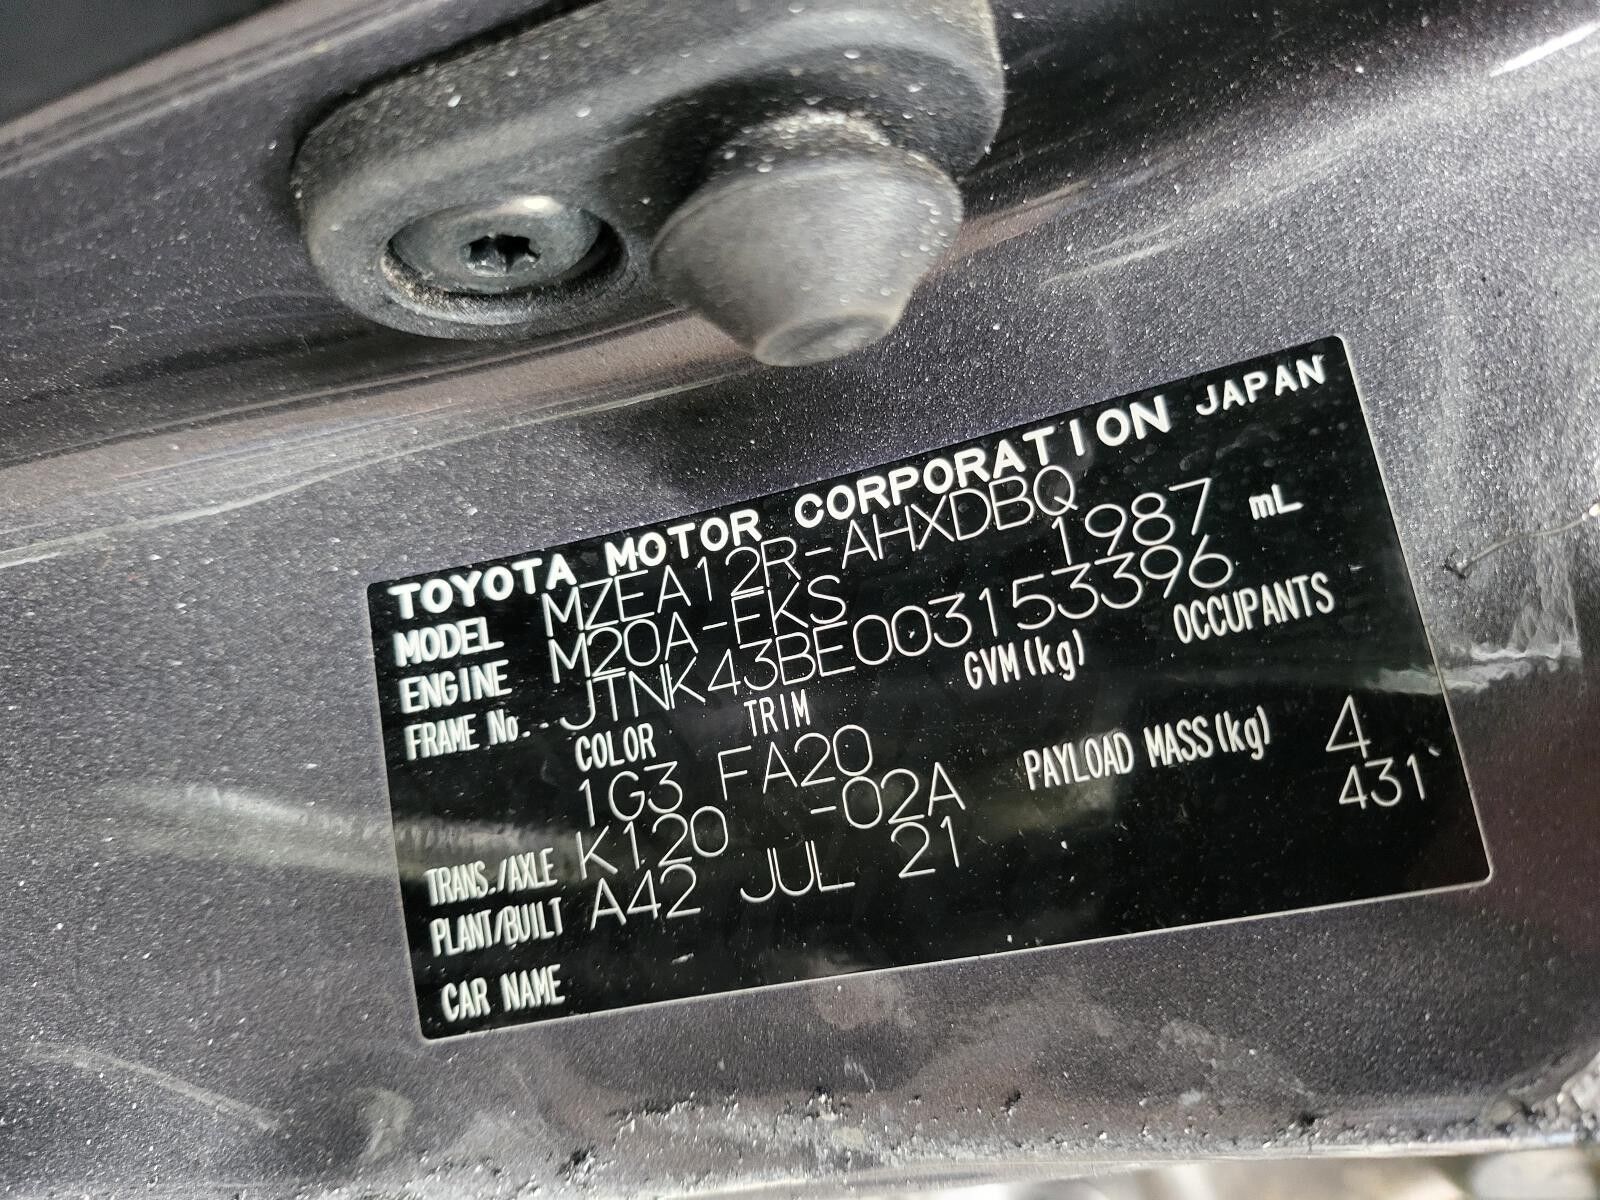 TOYOTA MOTOR CORPORATION JAPAN
MODEL MZEA12R-AHXDBQ
ENGINE M20A-FKS 1987 mL
FRAME No. JTNK43BE003153396
COLOR TRIM GVM(kg) OCCUPANTS
1G3 FA20 4
TRANS./AXLE K120 -02A PAYLOAD MASS(kg) 431
PLANT/BUILT A42 JUL 21
CAR NAME